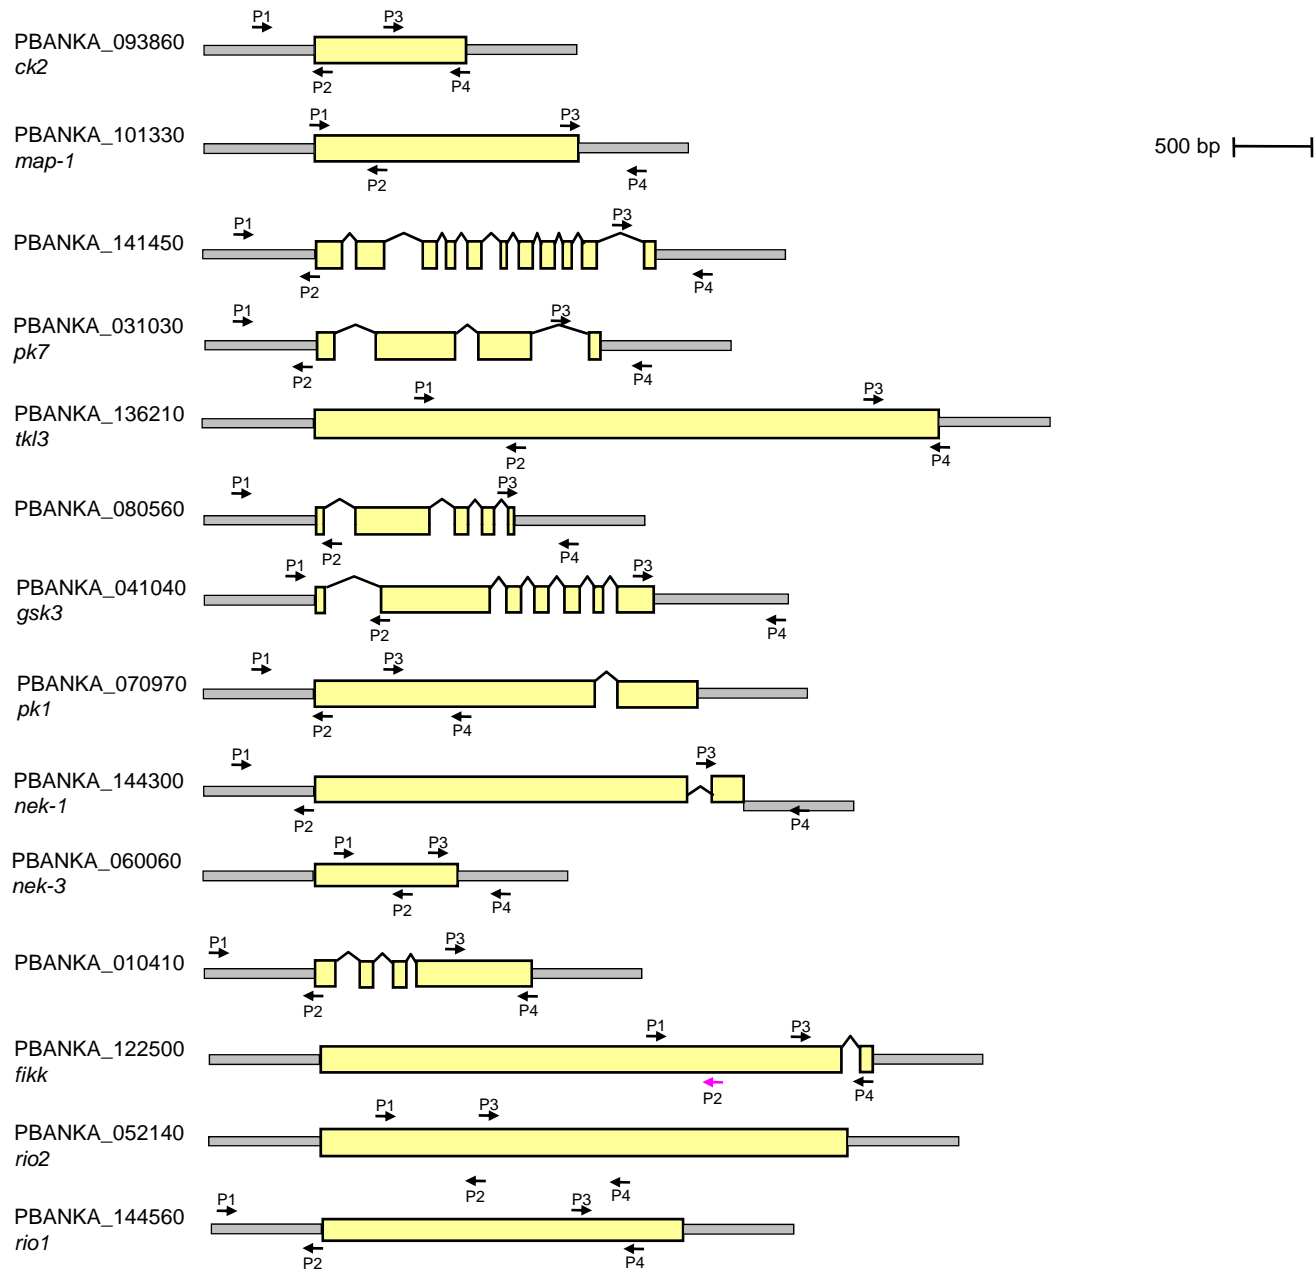 P1 P3
PBANKA_093860
ck2
P2 P4
P1 P3
PBANKA_101330
map-1
500 bp
P2 P4
P1 P3
PBANKA_141450
P2 P4
P1 P3
PBANKA_031030
pk7
P2 P4
P1 P3
PBANKA_136210
tkl3
P2 P4
P1 P3
PBANKA_080560
P2 P4
P1 P3
PBANKA_041040
gsk3
P2 P4
P1 P3
PBANKA_070970
pk1
P2 P4
P1 P3
PBANKA_144300
nek-1
P2 P4
P1 P3
PBANKA_060060
nek-3
P2 P4
P1 P3
PBANKA_010410
P2 P4
P1 P3
PBANKA_122500
fikk
P2 P4
P1 P3
PBANKA_052140
rio2
P2 P4
P1 P3
PBANKA_144560
rio1
P2 P4